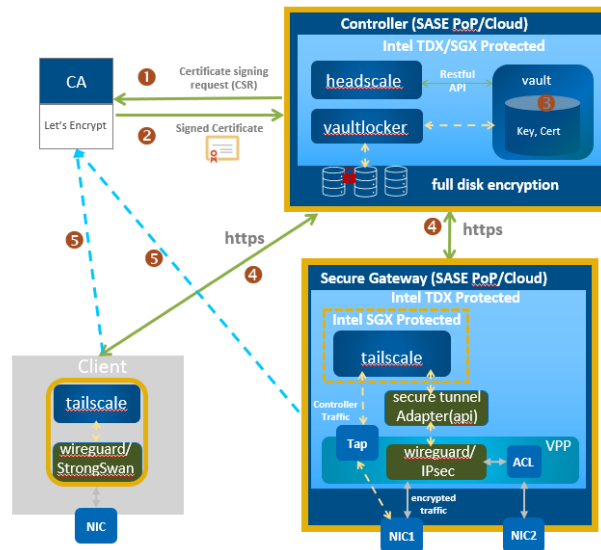 Controller (SASE PoP/Cloud)
Intel TDX/SGX Protected
headscale
Restful
API
vault
3
Key, Cert
vaultlocker
full disk encryption
CA
Let's Encrypt
1
Certificate signing
request (CSR)
2
Signed Certificate
5
https
4
5
4
https
Secure Gateway (SASE PoP/Cloud)
Intel TDX Protected
Intel SGX Protected
tailscale
Controller
Traffic
secure tunnel
Adapter(api)
Tap
wireguard/
IPsec
ACL
VPP
encrypted
traffic
NIC1
NIC2
Client
tailscale
wireguard/
StrongSwan
NIC